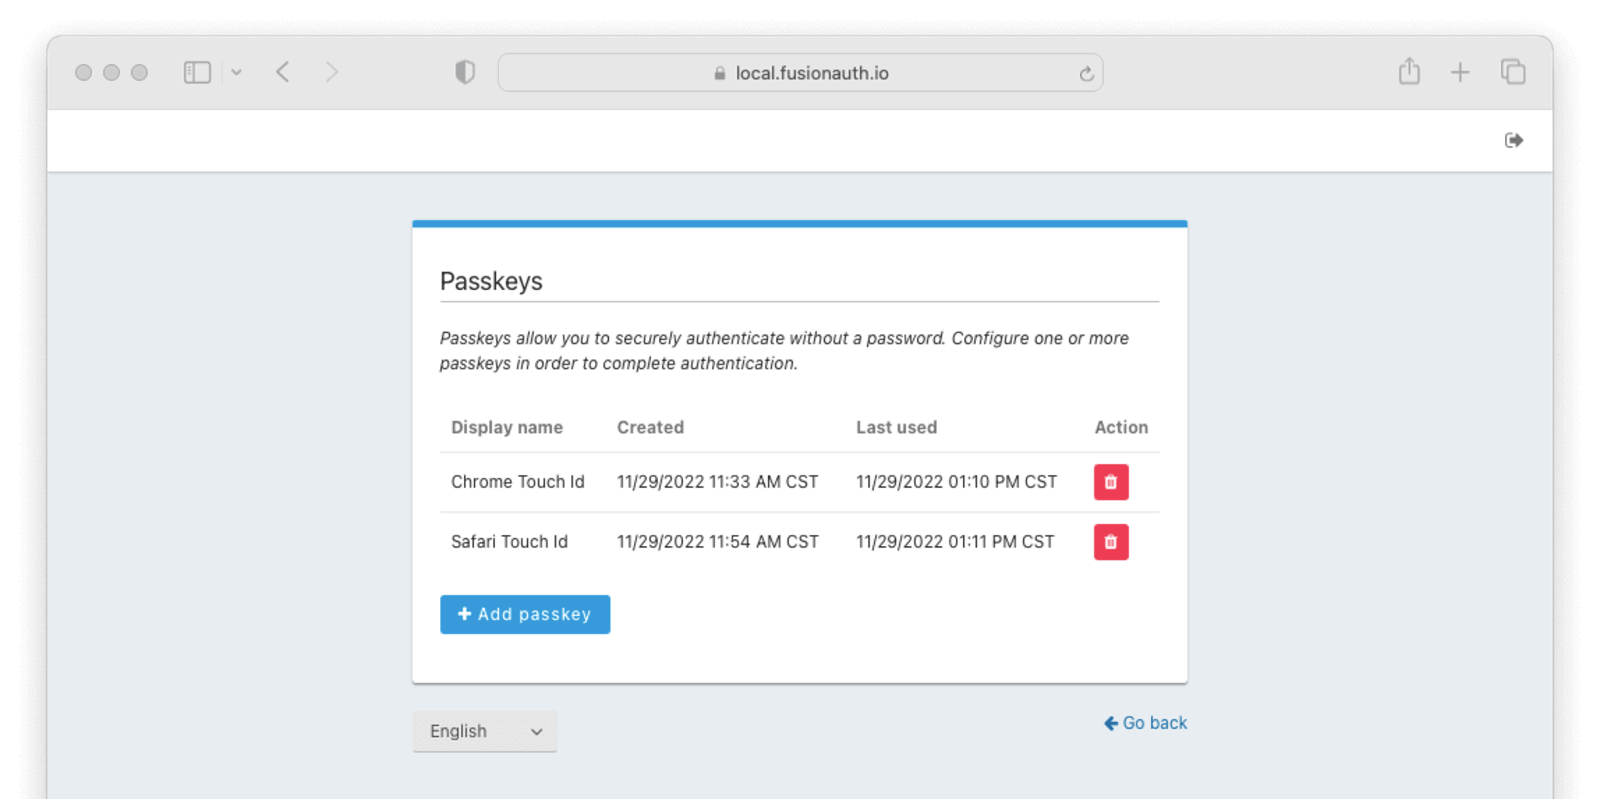 local.fusionauth.io
Passkeys
Passkeys allow you to securely authenticate without a password. Configure one or more
passkeys in order to complete authentication.
Display name Created Last used Action
Chrome Touch Id 11/29/2022 11:33 AM CST 11/29/2022 01:10 PM CST
Safari Touch Id 11/29/2022 11:54 AM CST 11/29/2022 01:11 PM CST
Add passkey
English
Go back